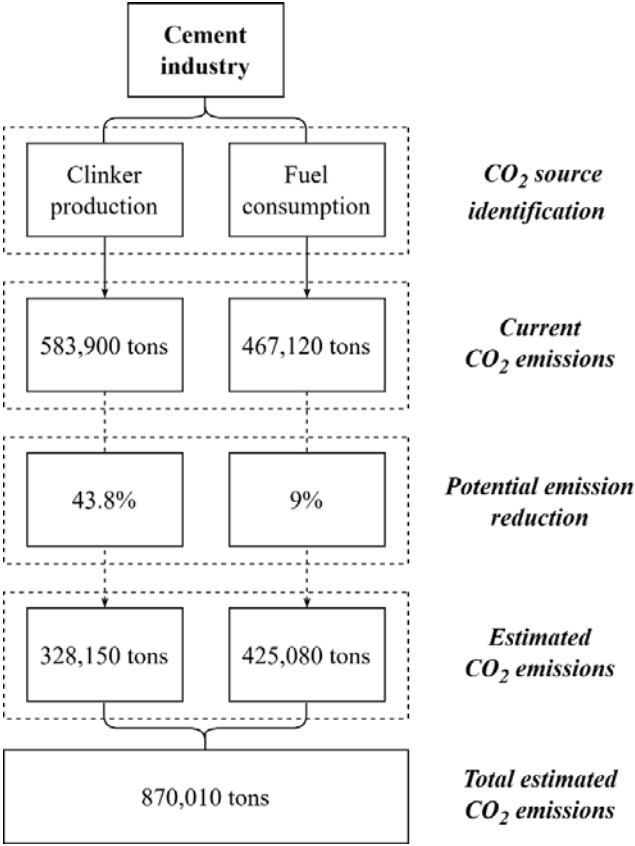 Cement
industry
Clinker
production
Fuel
consumption
CO2 source
identification
583,900 tons
467,120 tons
Current
CO2 emissions
43.8%
9%
Potential emission
reduction
328,150 tons
425,080 tons
Estimated
CO2 emissions
870,010 tons
Total estimated
CO2 emissions